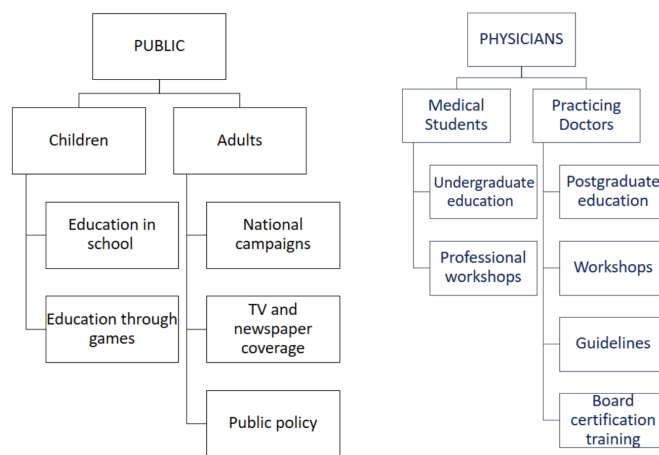 PUBLIC
Children
Adults
Education in
school
Education through
games
National
campaigns
TV and
newspaper
coverage
Public policy
PHYSICIANS
Medical
Students
Practicing
Doctors
Undergraduate
education
Professional
workshops
Postgraduate
education
Workshops
Guidelines
Board
certification
training